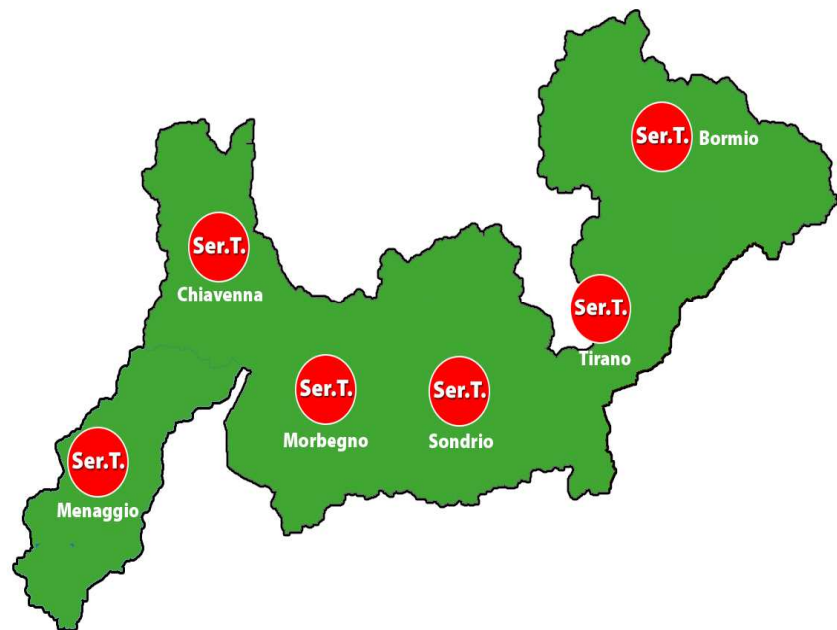 Ser.T.
Bormio
Ser.T.
Chiavenna
Ser.T.
Tirano
Ser.T.
Morbegno
Ser.T.
Sondrio
Ser.T.
Menaggio